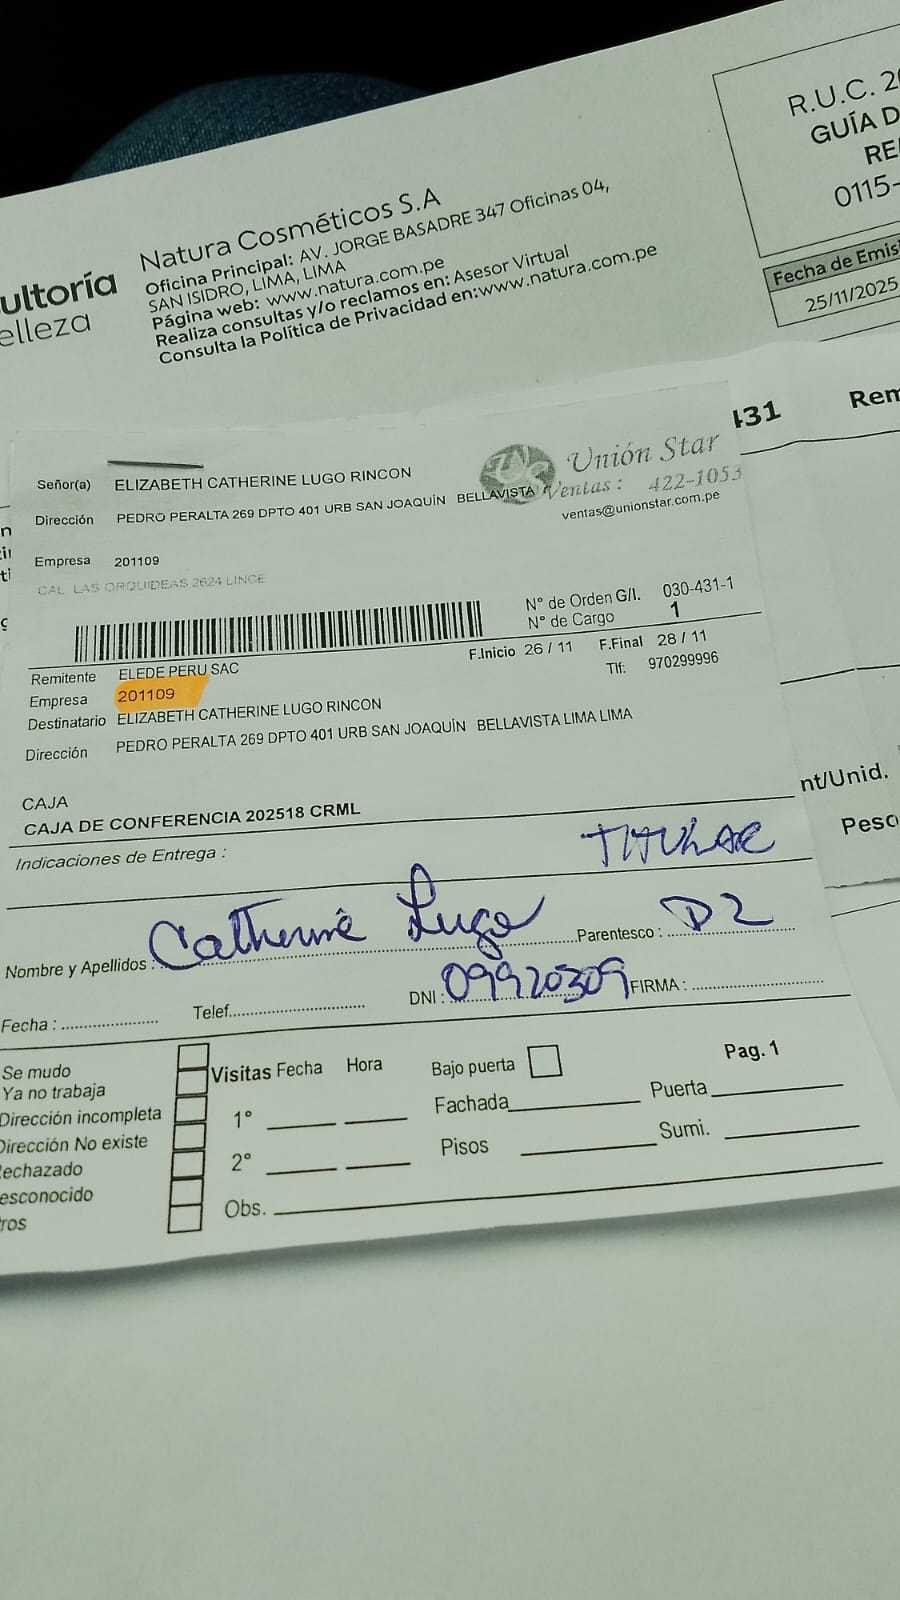 R.U.C. 20
GUÍA D
RE
0115-
Fecha de Emisi
25/11/2025
ultoría
elleza
Natura Cosméticos S.A
Oficina Principal: AV. JORGE BASADRE 347 Oficinas 04,
SAN ISIDRO, LIMA, LIMA
Página web: www.natura.com.pe
Realiza consultas y/o reclamos en: Asesor Virtual
Consulta la Política de Privacidad en:www.natura.com.pe
431 Rem
Unión Star
Ventas: 422-1053
ventas@unionstar.com.pe
Señor(a) ELIZABETH CATHERINE LUGO RINCON
Dirección PEDRO PERALTA 269 DPTO 401 URB SAN JOAQUÍN BELLAVISTA
Empresa 201109
CAL LAS ORQUIDEAS 2624 LINCE
N° de Orden G/I. 030-431-1
N° de Cargo 1
F.Inicio 26 / 11 F.Final 28 / 11
Tlf: 970299996
Remitente ELEDE PERU SAC
Empresa 201109
Destinatario ELIZABETH CATHERINE LUGO RINCON
Dirección PEDRO PERALTA 269 DPTO 401 URB SAN JOAQUÍN BELLAVISTA LIMA LIMA
nt/Unid.
Peso
CAJA
CAJA DE CONFERENCIA 202518 CRML
Indicaciones de Entrega :
TITULAR
Nombre y Apellidos : Catherine Lugo Parentesco : D2
Fecha : Telef. DNI : 09920309 FIRMA :
Se mudo
Ya no trabaja
Dirección incompleta
Dirección No existe
Rechazado
esconocido
tros
Visitas Fecha Hora
1°
2°
Obs.
Bajo puerta
Fachada Puerta
Pisos Sumi.
Pag. 1